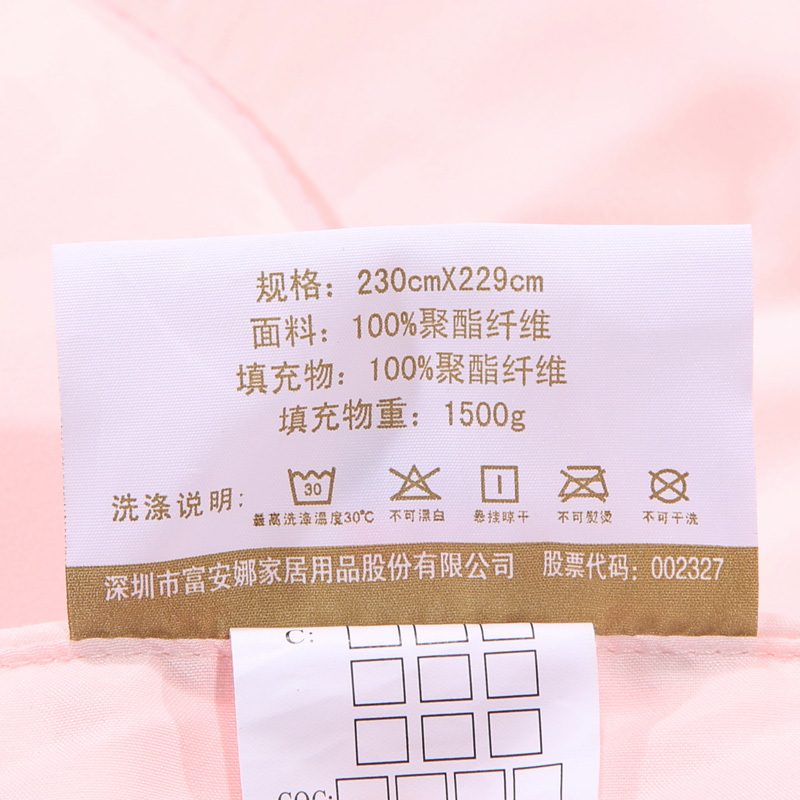 规格：230cmX229cm
面料：100%聚酯纤维
填充物：100%聚酯纤维
填充物重：1500g
洗涤说明：
30
最高洗涤温度30℃ 不可漂白 悬挂晾干 不可熨烫 不可干洗
深圳市富安娜家居用品股份有限公司 股票代码：002327
C:
COC: